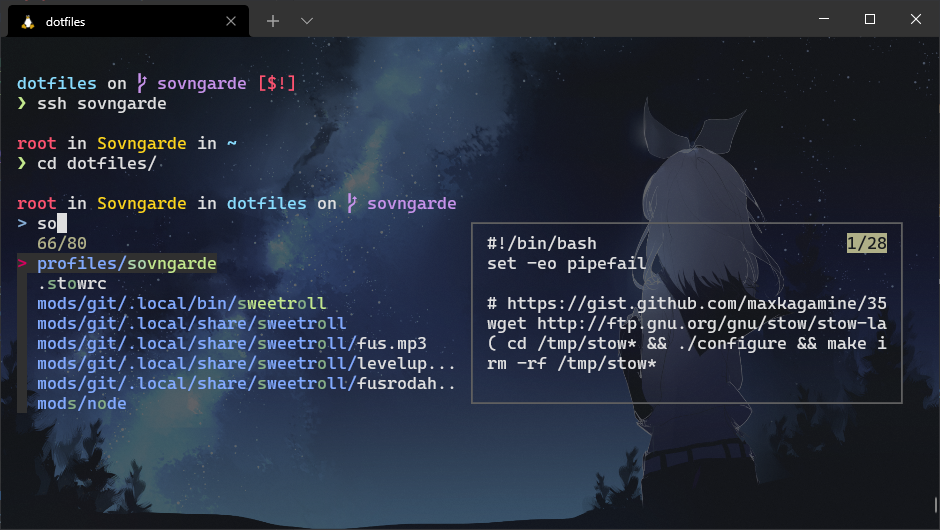 dotfiles
dotfiles on sovngarde [$!]
❯ ssh sovngarde
root in Sovngarde in ~
❯ cd dotfiles/
root in Sovngarde in dotfiles on sovngarde
> so
66/80
> profiles/sovngarde
.stowrc
mods/git/.local/bin/sweetroll
mods/git/.local/share/sweetroll
mods/git/.local/share/sweetroll/fus.mp3
mods/git/.local/share/sweetroll/levelup...
mods/git/.local/share/sweetroll/fusrodah..
mods/node
#!/bin/bash 1/28
set -eo pipefail
# https://gist.github.com/maxkagamine/35
wget http://ftp.gnu.org/gnu/stow/stow-la
( cd /tmp/stow* && ./configure && make i
rm -rf /tmp/stow*